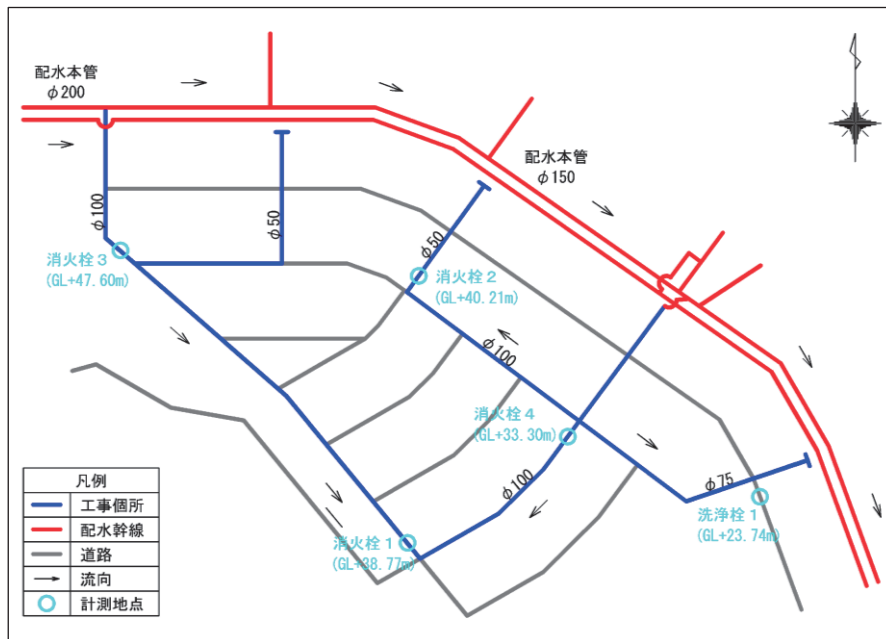 配水本管
φ200
配水本管
φ150
φ100
φ50
φ50
消火栓3
(GL+47.60m)
消火栓2
(GL+40.21m)
φ100
消火栓4
(GL+33.30m)
φ100
φ75
洗浄栓1
(GL+23.74m)
消火栓1
(GL+38.77m)
凡例
工事個所
配水幹線
道路
流向
計測地点